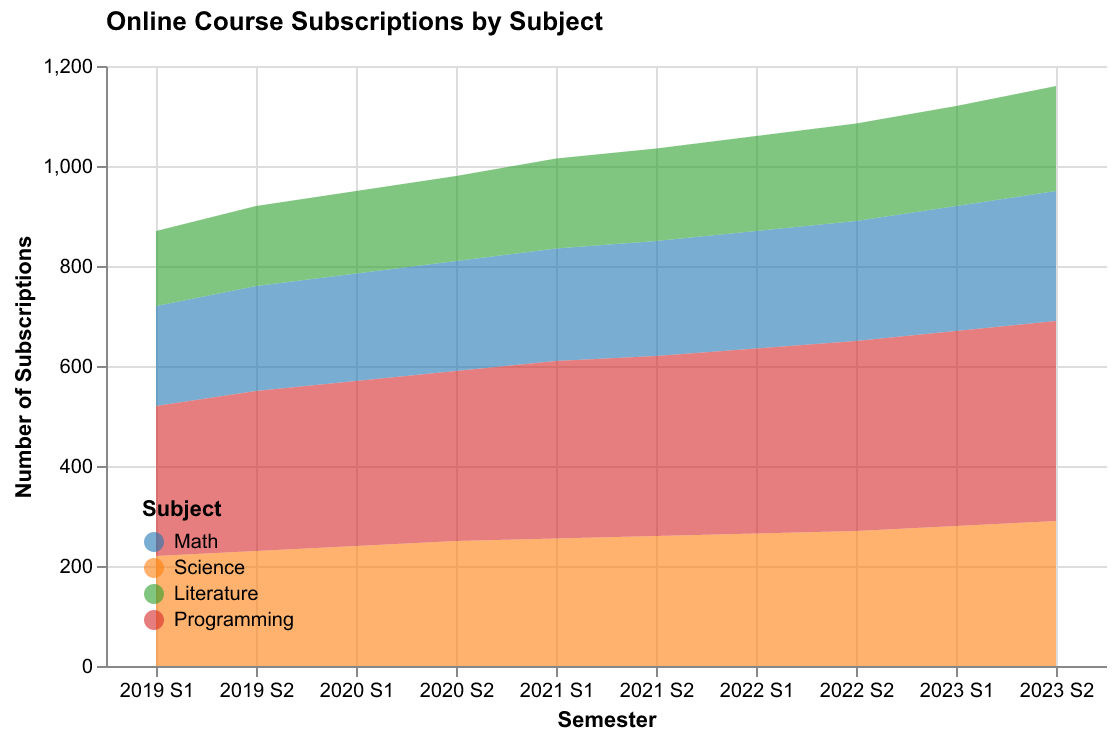 Online Course Subscriptions by Subject
1,200
1,000
800
600
400
200
0
Number of Subscriptions
Subject
Math
Science
Literature
Programming
2019 S1 2019 S2 2020 S1 2020 S2 2021 S1 2021 S2 2022 S1 2022 S2 2023 S1 2023 S2
Semester